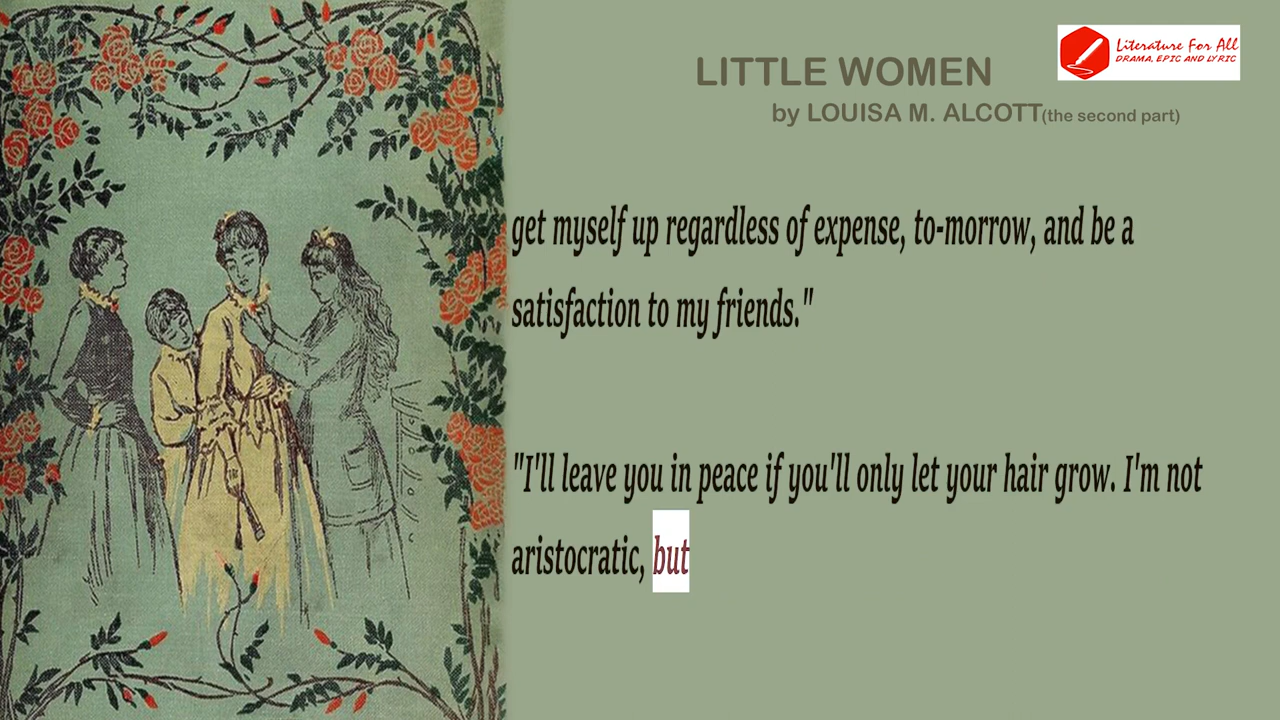 LITTLE WOMEN
by LOUISA M. ALCOTT(the second part)
Literature For All
DRAMA, EPIC AND LYRIC
get myself up regardless of expense, to-morrow, and be a
satisfaction to my friends."
"I'll leave you in peace if you'll only let your hair grow. I'm not
aristocratic, but